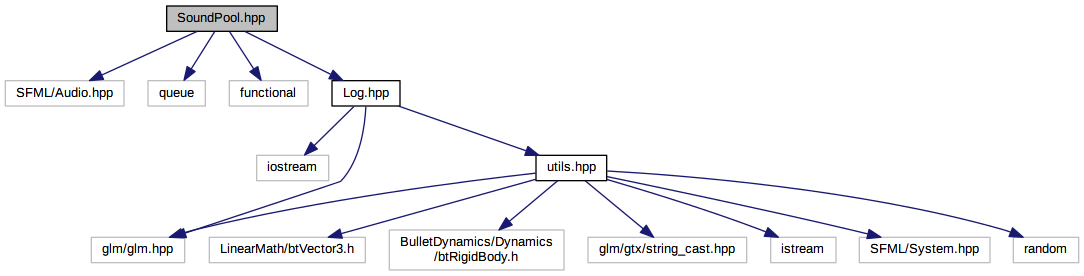 SoundPool.hpp
SFML/Audio.hpp
queue
functional
Log.hpp
iostream
utils.hpp
glm/glm.hpp
LinearMath/btVector3.h
BulletDynamics/Dynamics
/btRigidBody.h
glm/gtx/string_cast.hpp
istream
SFML/System.hpp
random